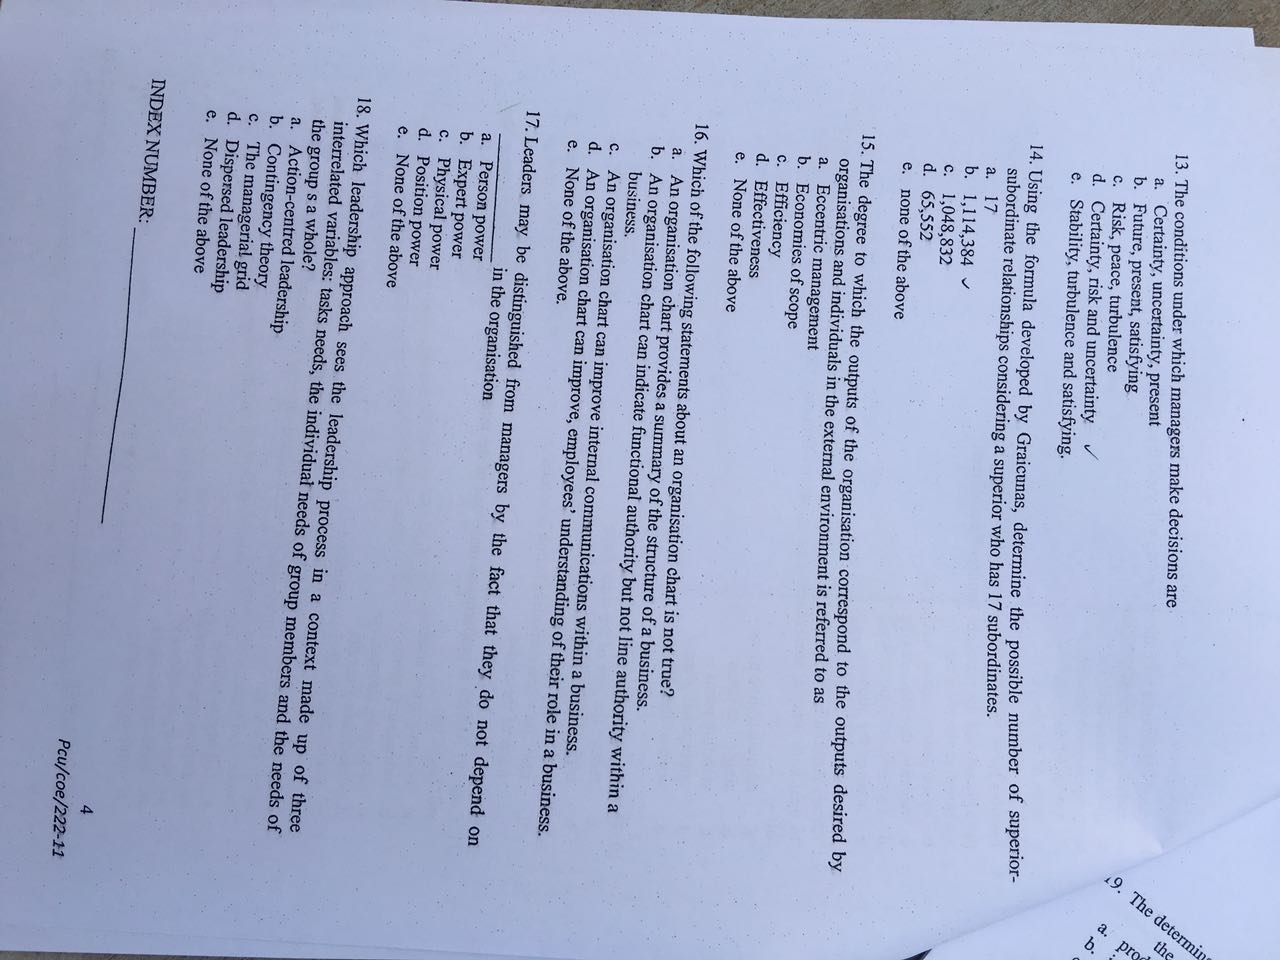 13. The conditions under which managers make decisions are
a. Certainty, uncertainty, present
b. Future, present, satisfying
c. Risk, peace, turbulence
d. Certainty, risk and uncertainty ✓
e. Stability, turbulence and satisfying.
14. Using the formula developed by Graicunas, determine the possible number of superior-
subordinate relationships considering a superior who has 17 subordinates.
a. 17
b. 1,114,384 ✓
c. 1,048,832
d. 65,552
e. none of the above
15. The degree to which the outputs of the organisation correspond to the outputs desired by
organisations and individuals in the external environment is referred to as
a. Eccentric management
b. Economies of scope
c. Efficiency
d. Effectiveness
e. None of the above
16. Which of the following statements about an organisation chart is not true?
a. An organisation chart provides a summary of the structure of a business.
b. An organisation chart can indicate functional authority but not line authority within a
business.
c. An organisation chart can improve internal communications within a business.
d. An organisation chart can improve, employees' understanding of their role in a business.
e. None of the above.
17. Leaders may be distinguished from managers by the fact that they do not depend on
____________ in the organisation
a. Person power
b. Expert power
c. Physical power
d. Position power
e. None of the above
18. Which leadership approach sees the leadership process in a context made up of three
interrelated variables: tasks needs, the individual needs of group members and the needs of
the group s a whole?
a. Action-centred leadership
b. Contingency theory
c. The managerial grid
d. Dispersed leadership
e. None of the above
INDEX NUMBER: ____________
4
Pcu/coe/222-11
19. The
the
a.
b.